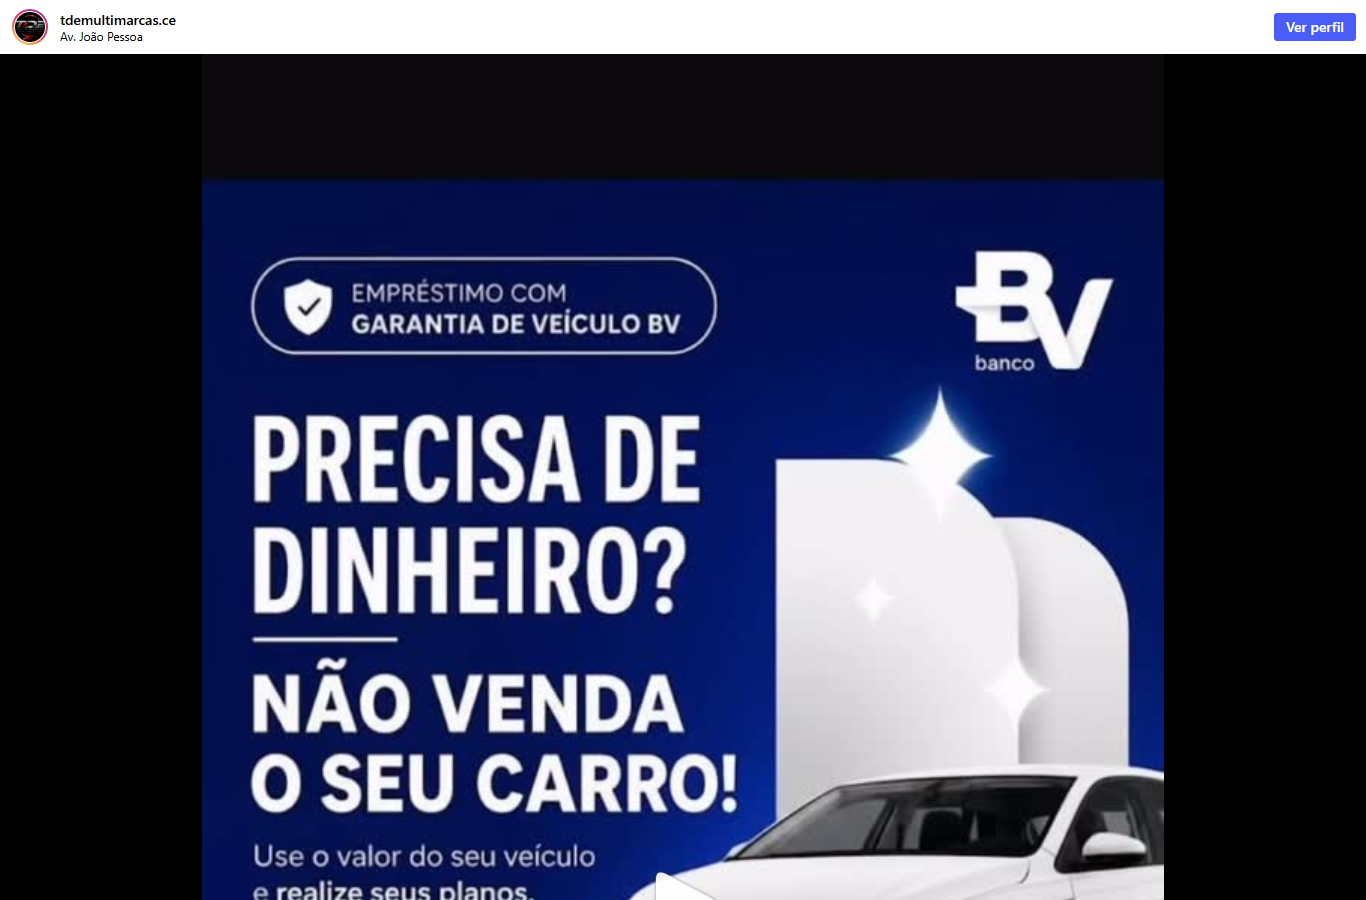 tdemultimarcas.ce
Av. João Pessoa
Ver perfil
EMPRÉSTIMO COM
GARANTIA DE VEÍCULO BV
BV
banco
PRECISA DE
DINHEIRO?
NÃO VENDA
O SEU CARRO!
Use o valor do seu veículo
e realize seus planos.